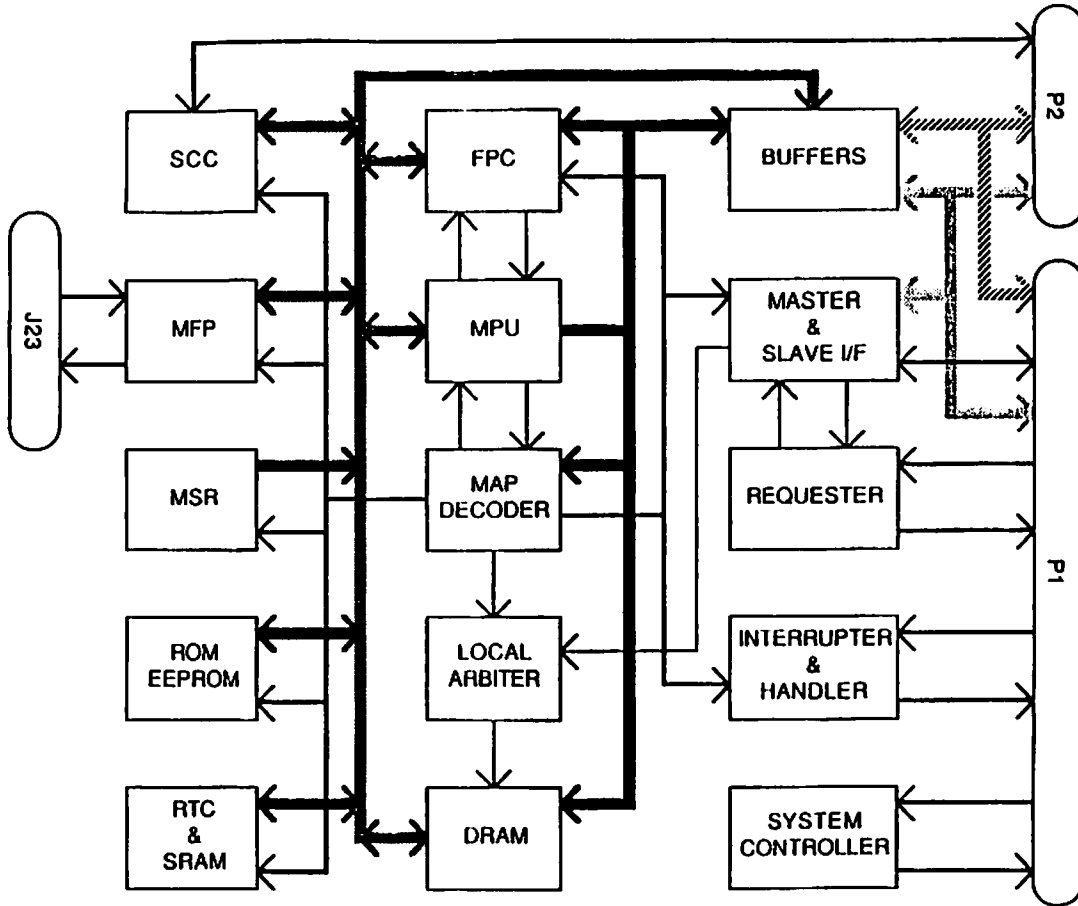 P2
SCC
FPC
BUFFERS
J23
MFP
MPU
MASTER
&
SLAVE I/F
MSR
MAP
DECODER
REQUESTER
P1
ROM
EEPROM
LOCAL
ARBITER
INTERRUPTER
&
HANDLER
RTC
&
SRAM
DRAM
SYSTEM
CONTROLLER